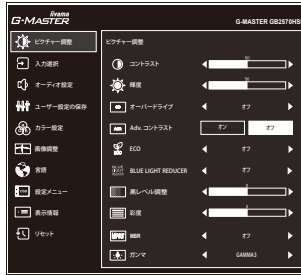 iiyama
G-MASTER
G-MASTER GB2570HS
ピクチャー調整
入力選択
オーディオ設定
ユーザー設定の保存
カラー設定
画像調整
言語
設定メニュー
表示情報
リセット
ピクチャー調整
コントラスト 50
輝度 50
オーバードライブ オフ
Adv. コントラスト オン オフ
ECO オフ
BLUE LIGHT REDUCER オフ
黒レベル調整 0
彩度 0
MBR オフ
ガンマ GAMMA3